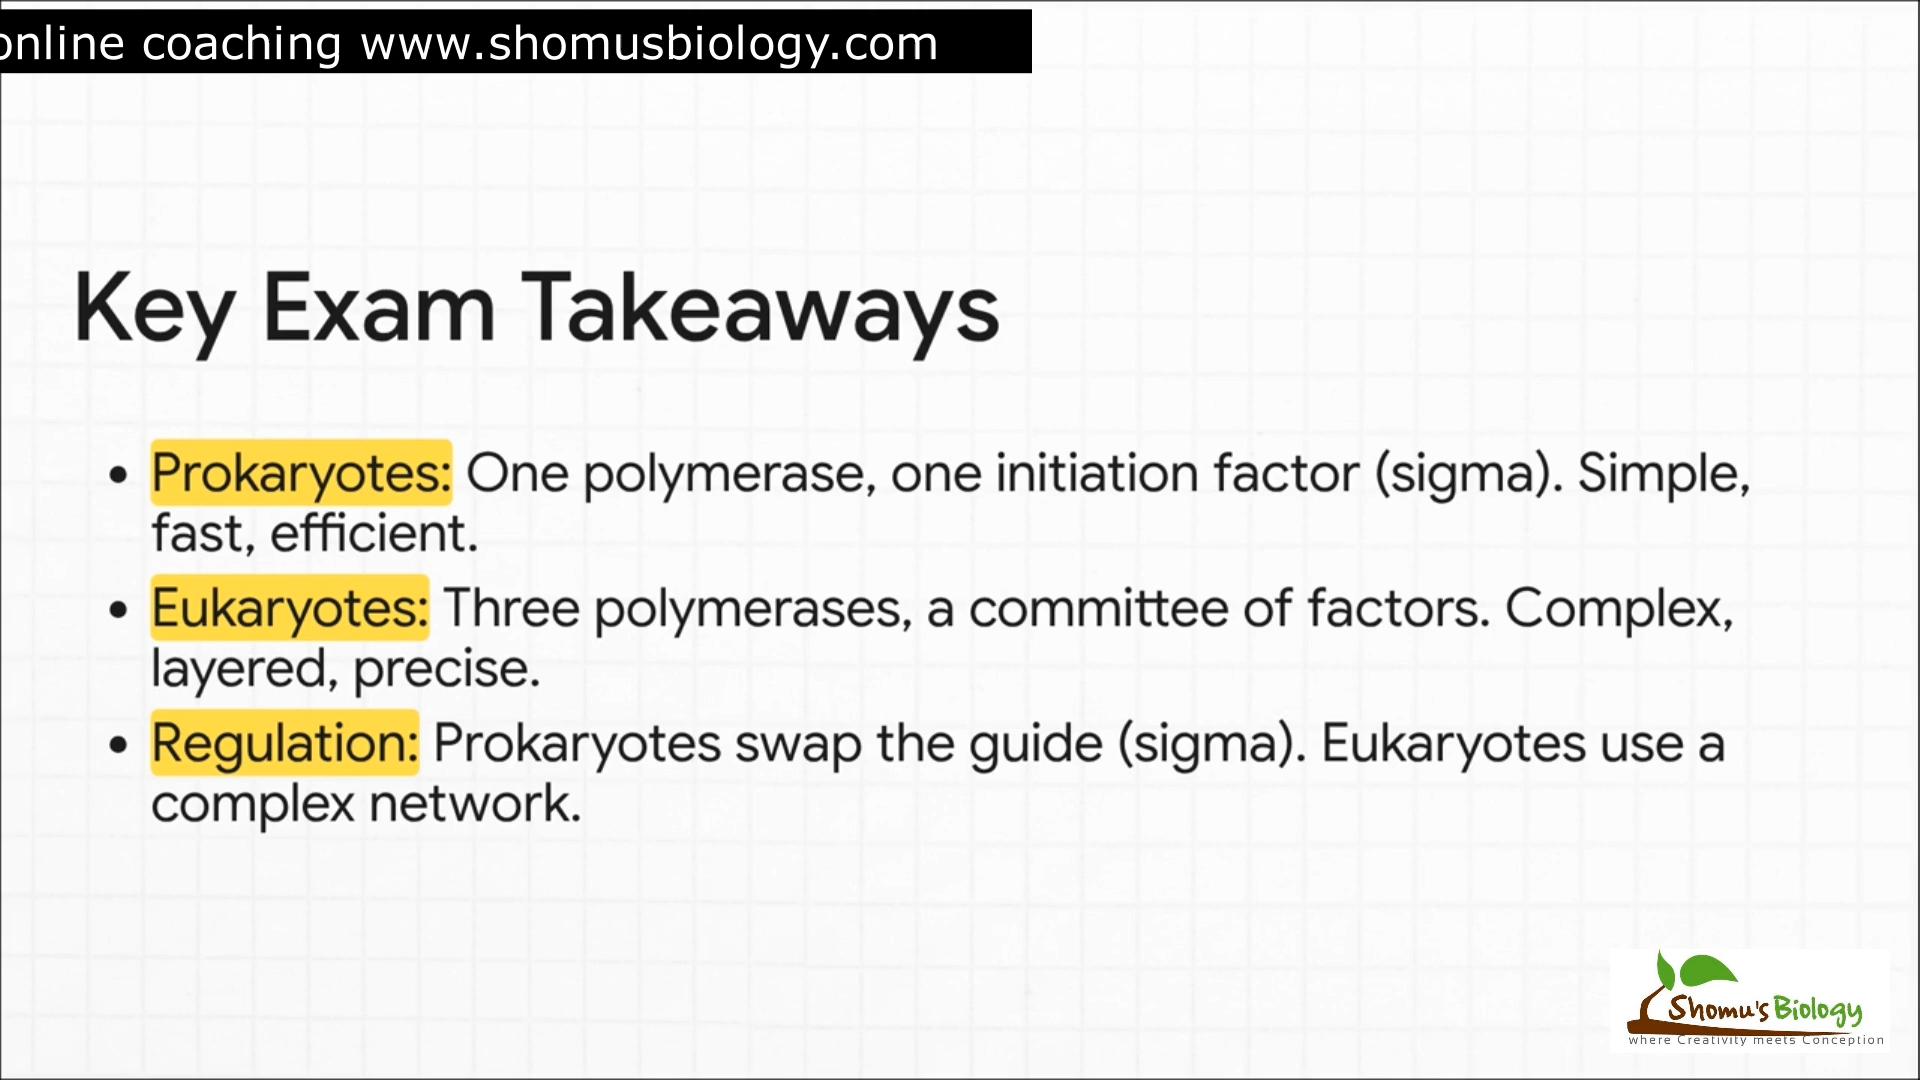 online coaching www.shomusbiology.com
Key Exam Takeaways
• Prokaryotes: One polymerase, one initiation factor (sigma). Simple,
fast, efficient.
• Eukaryotes: Three polymerases, a committee of factors. Complex,
layered, precise.
• Regulation: Prokaryotes swap the guide (sigma). Eukaryotes use a
complex network.
Shomu's Biology
where Creativity meets Conception